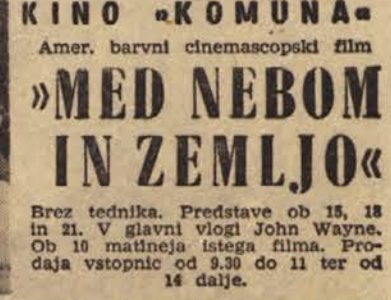 KINO »KOMUNA«
Amer. barvni cinemascopski film
»MED NEBOM
IN ZEMLJO«
Brez tednika. Predstave ob 15, 18
in 21. V glavni vlogi John Wayne.
Ob 10 matineja istega filma. Pro-
daja vstopnic od 9.30 do 11 ter od
14 dalje.